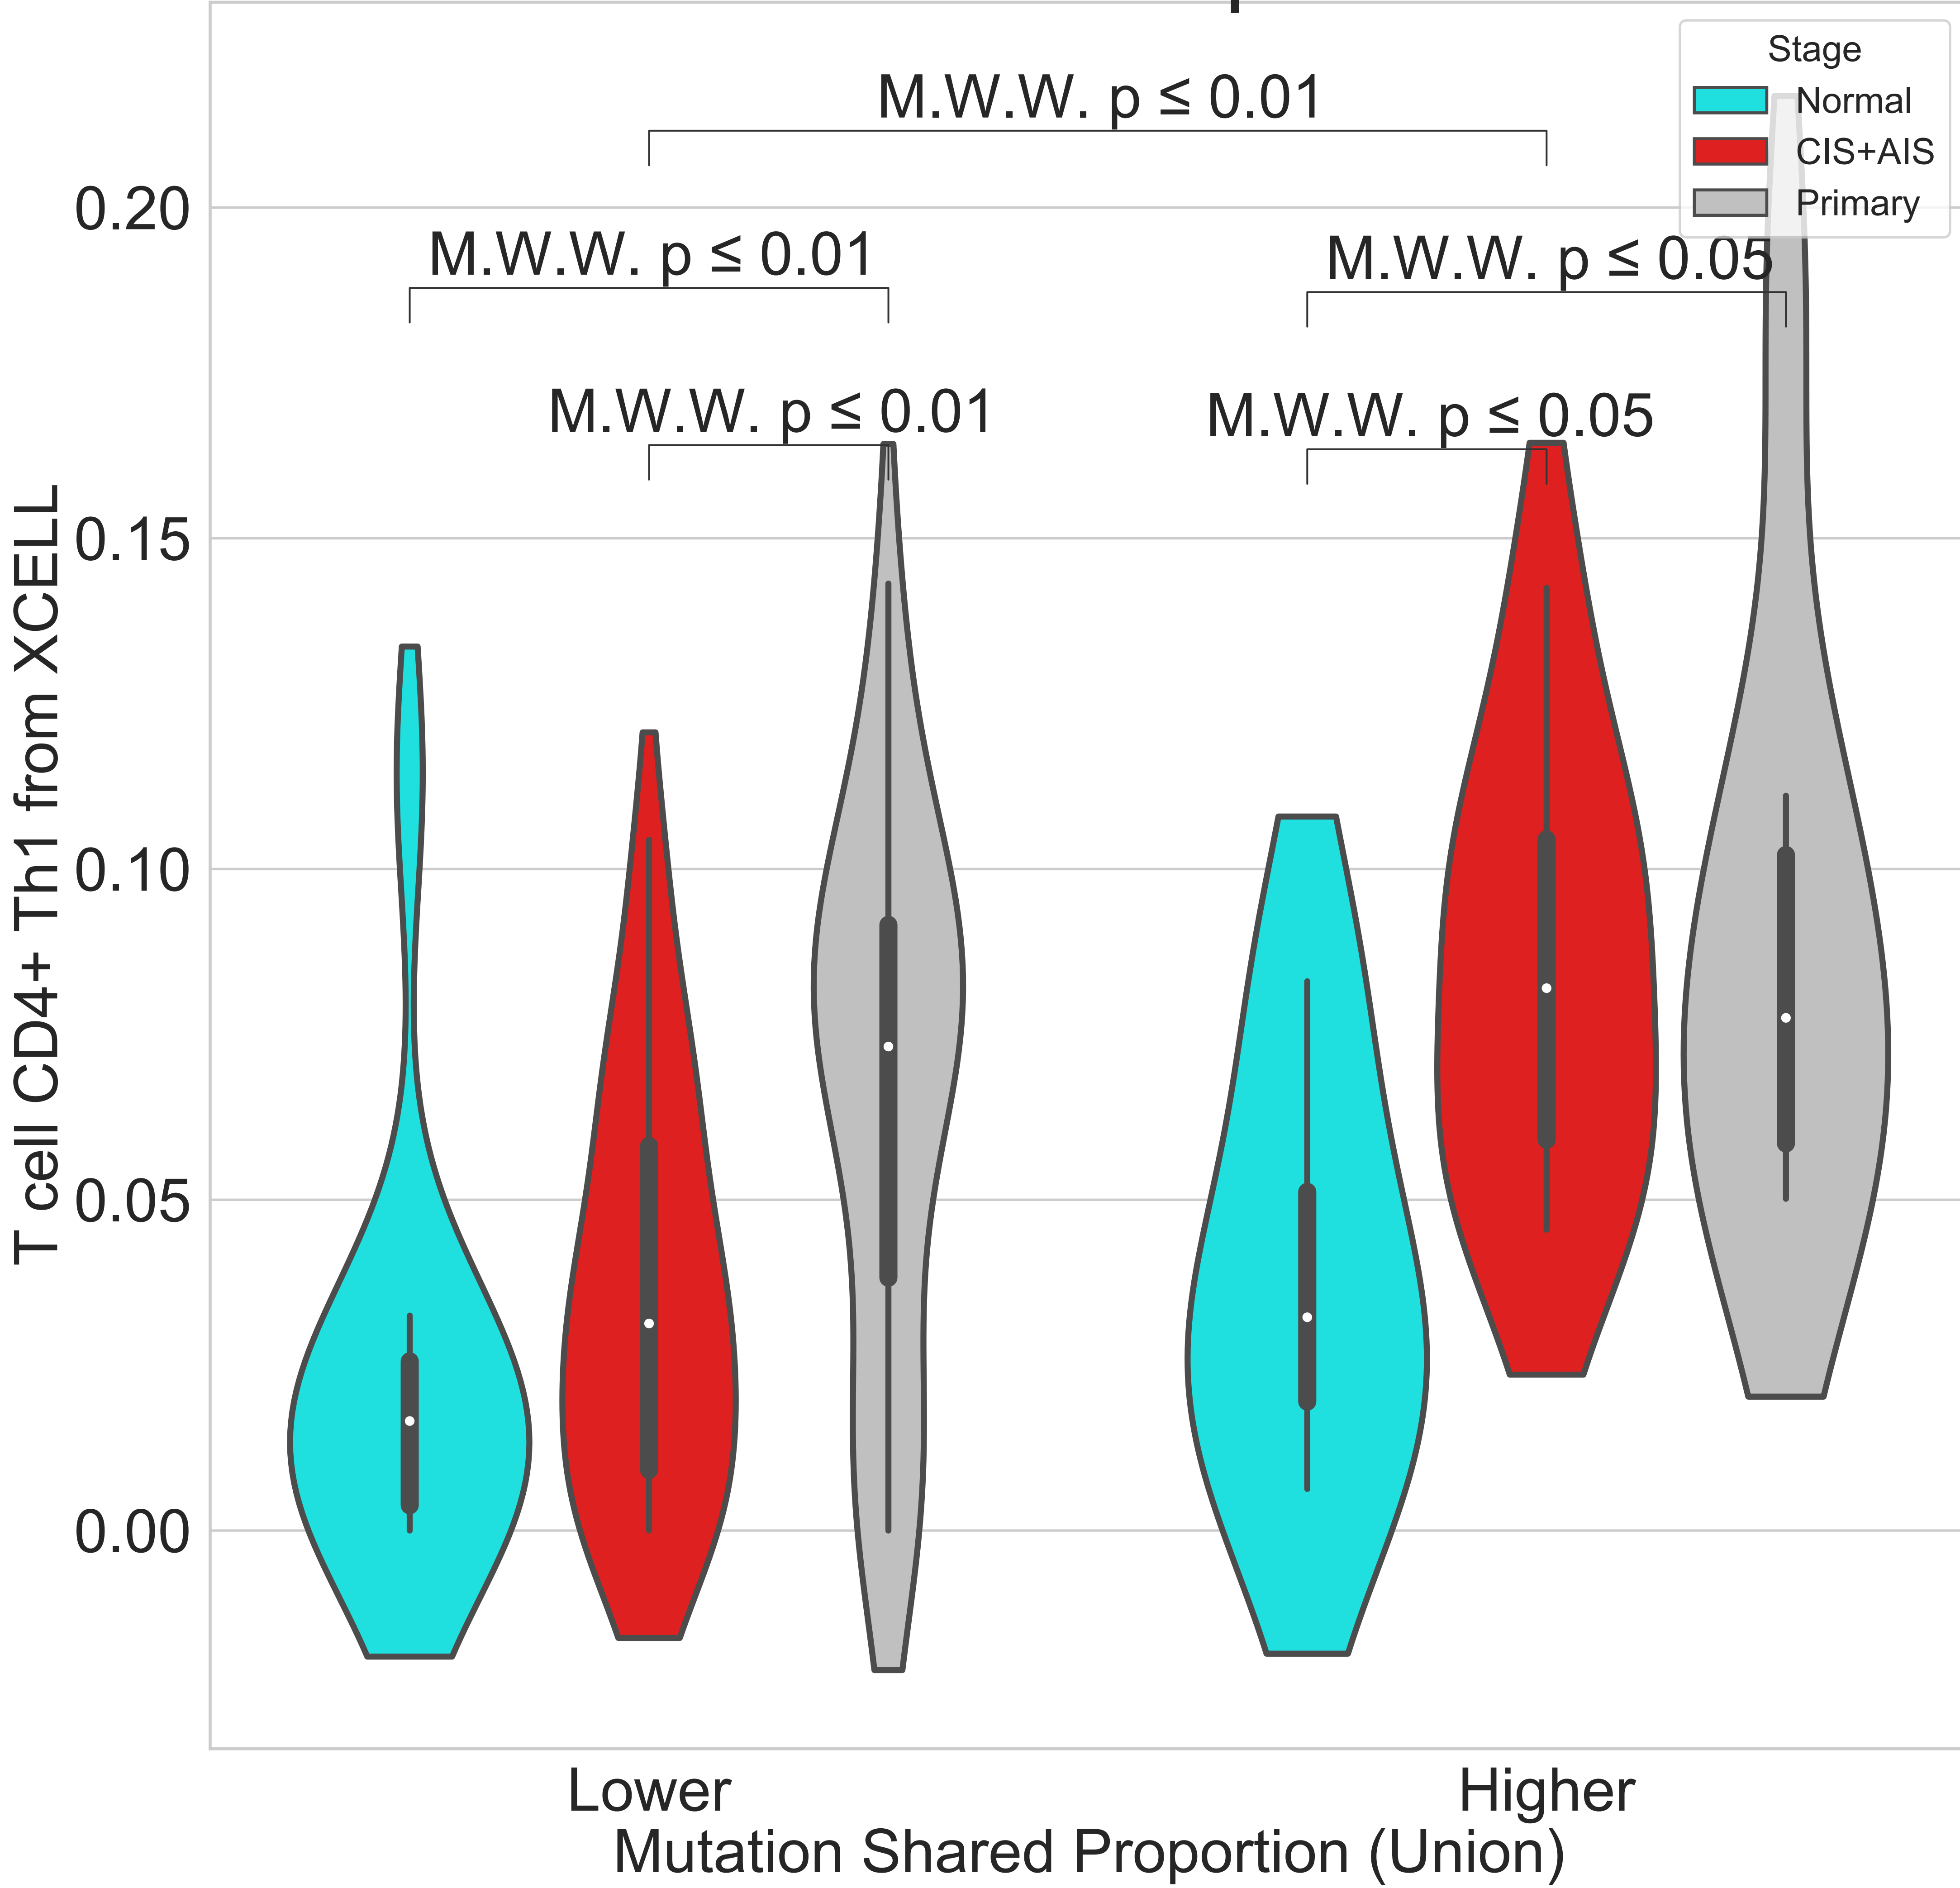 Stage
Normal
CIS+AIS
Primary
M.W.W. p ≤ 0.01
M.W.W. p ≤ 0.01
M.W.W. p ≤ 0.05
M.W.W. p ≤ 0.01
M.W.W. p ≤ 0.05
T cell CD4+ Th1 from XCELL
0.20
0.15
0.10
0.05
0.00
Lower
Higher
Mutation Shared Proportion (Union)